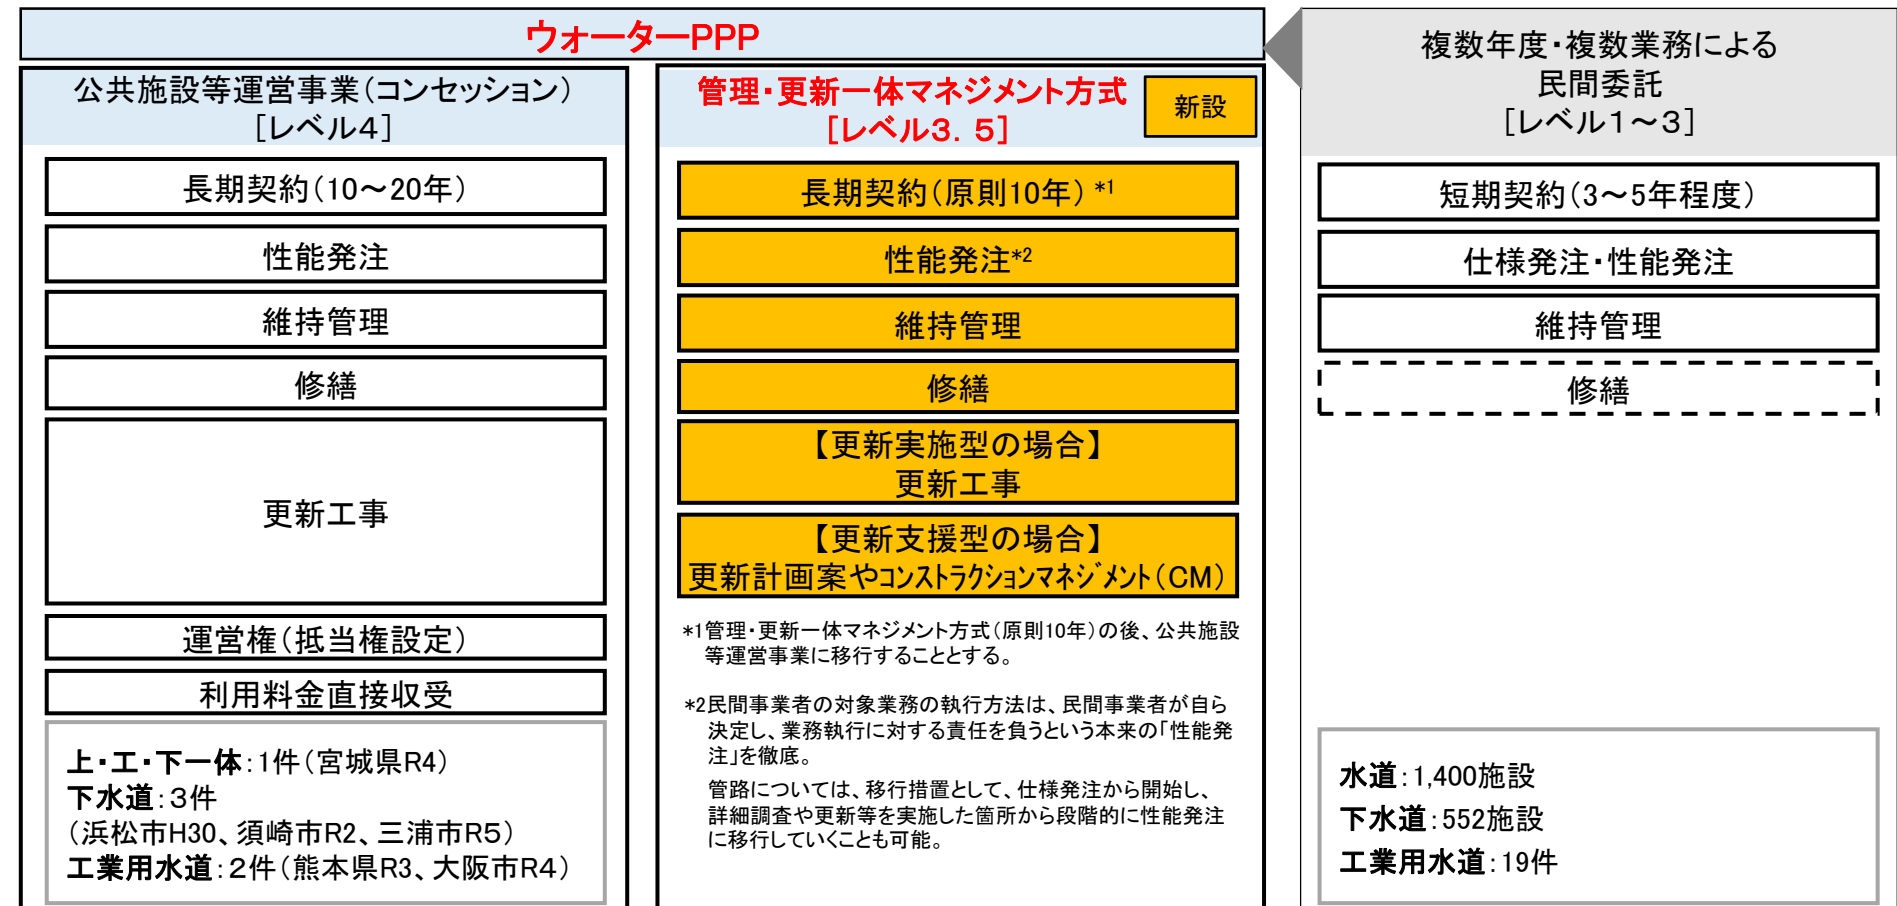 ウォーターPPP
公共施設等運営事業(コンセッション)
[レベル4]
長期契約(10～20年)
性能発注
維持管理
修繕
更新工事
運営権(抵当権設定)
利用料金直接収受
上・工・下一体:1件(宮城県R4)
下水道:3件
(浜松市H30、須崎市R2、三浦市R5)
工業用水道:2件(熊本県R3、大阪市R4)
管理・更新一体マネジメント方式
[レベル3.5]
新設
長期契約(原則10年)*1
性能発注*2
維持管理
修繕
【更新実施型の場合】
更新工事
【更新支援型の場合】
更新計画案やコンストラクションマネジメント(CM)
*1管理・更新一体マネジメント方式(原則10年)の後、公共施設
等運営事業に移行することとする。
*2民間事業者の対象業務の執行方法は、民間事業者が自ら
決定し、業務執行に対する責任を負うという本来の「性能発
注」を徹底。
管路については、移行措置として、仕様発注から開始し、
詳細調査や更新等を実施した箇所から段階的に性能発注
に移行していくことも可能。
複数年度・複数業務による
民間委託
[レベル1～3]
短期契約(3～5年程度)
仕様発注・性能発注
維持管理
修繕
水道:1,400施設
下水道:552施設
工業用水道:19件